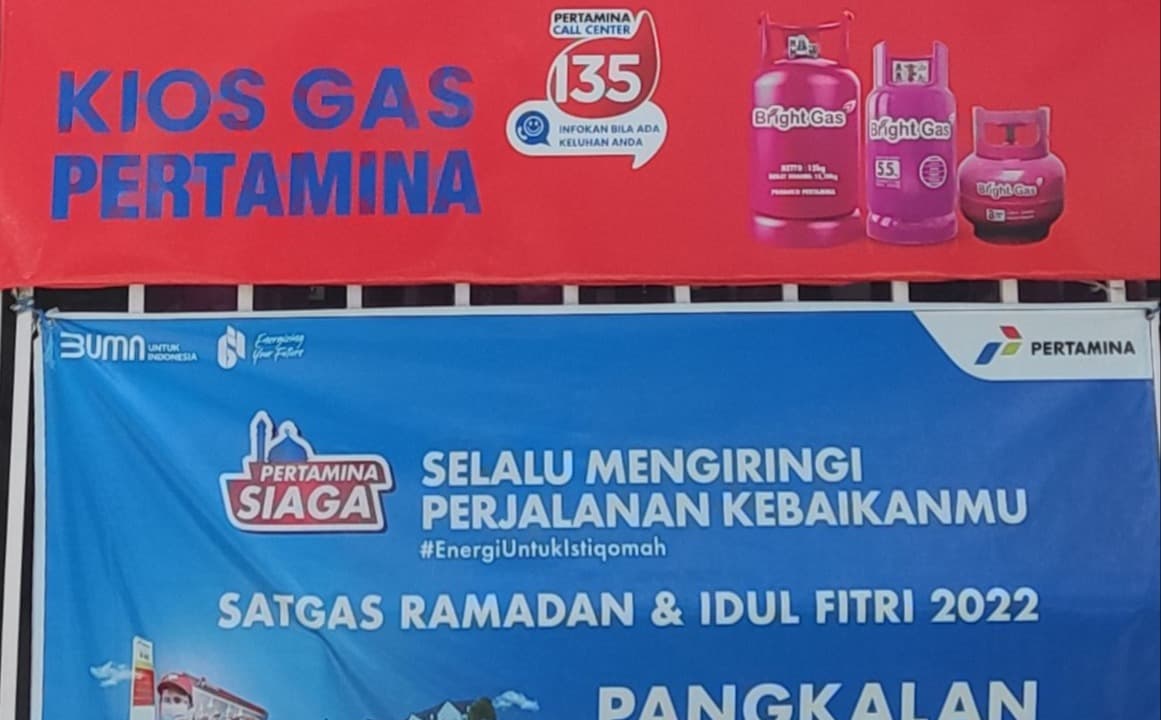 KIOS GAS
PERTAMINA
PERTAMINA
CALL CENTER
135
INFOKAN BILA ADA
KELUHAN ANDA
Bright Gas
NETTO : 12kg
Bright Gas
5.5
Bright Gas
BUMN UNTUK
INDONESIA
Energizing
Your Future
PERTAMINA
PERTAMINA
SIAGA
SELALU MENGIRINGI
PERJALANAN KEBAIKANMU
#EnergiUntukIstiqomah
SATGAS RAMADAN & IDUL FITRI 2022
PANGKALAN